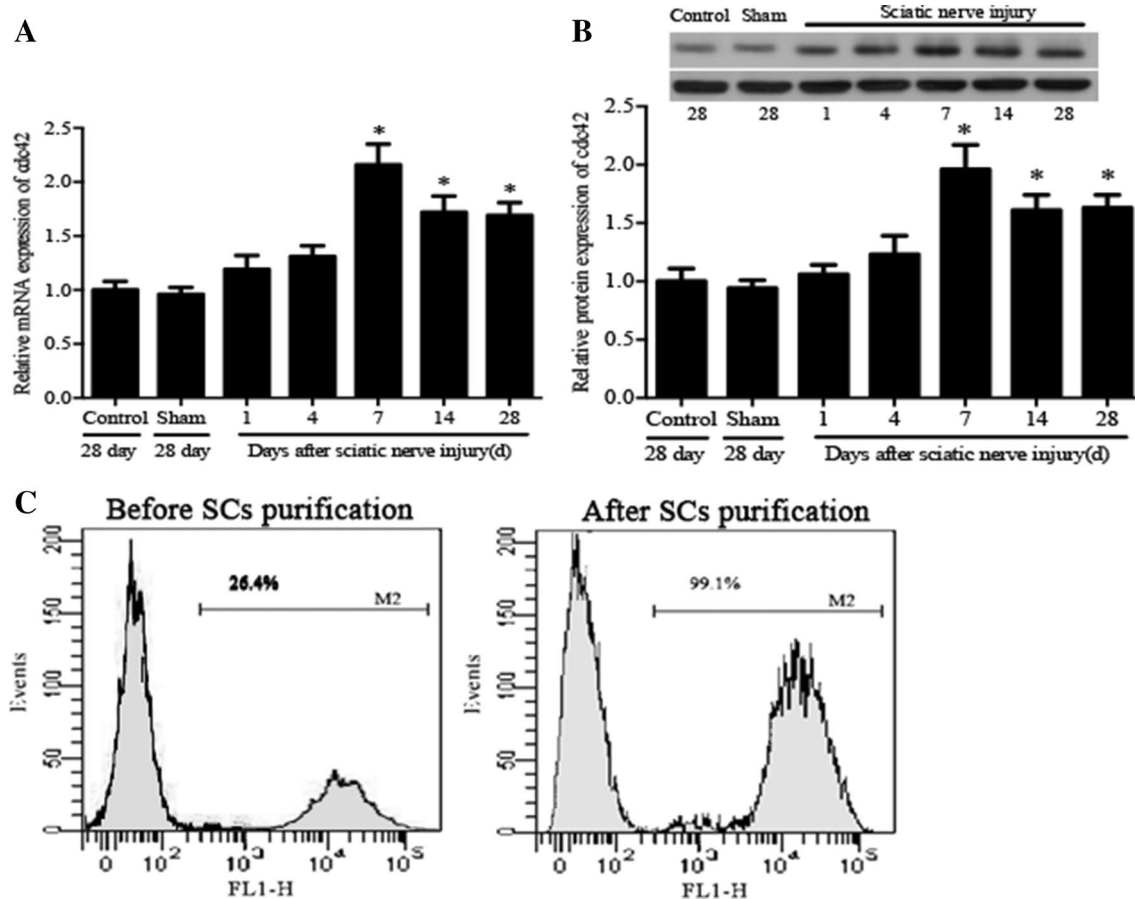 A
Relative mRNA expression of cdc42
2.5
2.0
1.5
1.0
0.5
0.0
*
*
*
Control Sham 1 4 7 14 28
28 day 28 day Days after sciatic nerve injury(d)
B
Control Sham Sciatic nerve injury
28 28 1 4 7 14 28
Relative protein expression of cdc42
2.5
2.0
1.5
1.0
0.5
0.0
*
*
*
Control Sham 1 4 7 14 28
28 day 28 day Days after sciatic nerve injury(d)
C
Before SCs purification
Events
200
150
100
50
0
26.4%
M2
0 10² 10³ 10⁴ 10⁵
FL1-H
After SCs purification
Events
200
150
100
50
0
99.1%
M2
0 10² 10³ 10⁴ 10⁵
FL1-H